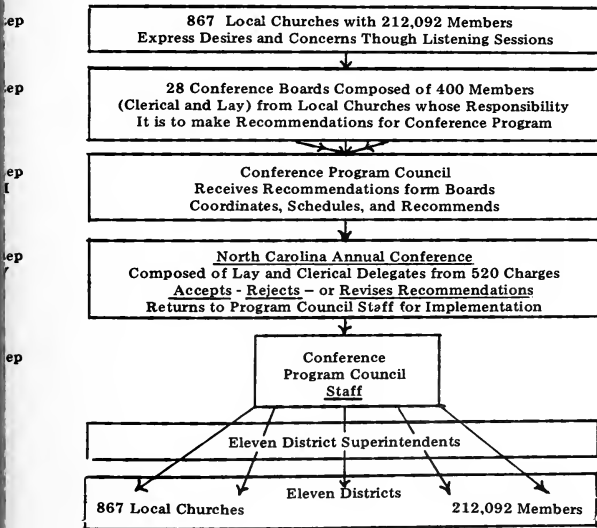 ep
867 Local Churches with 212,092 Members
Express Desires and Concerns Though Listening Sessions
ep
28 Conference Boards Composed of 400 Members
(Clerical and Lay) from Local Churches whose Responsibility
It is to make Recommendations for Conference Program
ep
Conference Program Council
Receives Recommendations form Boards
Coordinates, Schedules, and Recommends
ep
North Carolina Annual Conference
Composed of Lay and Clerical Delegates from 520 Charges
Accepts - Rejects – or Revises Recommendations
Returns to Program Council Staff for Implementation
ep
Conference
Program Council
Staff
Eleven District Superintendents
Eleven Districts
867 Local Churches 212,092 Members